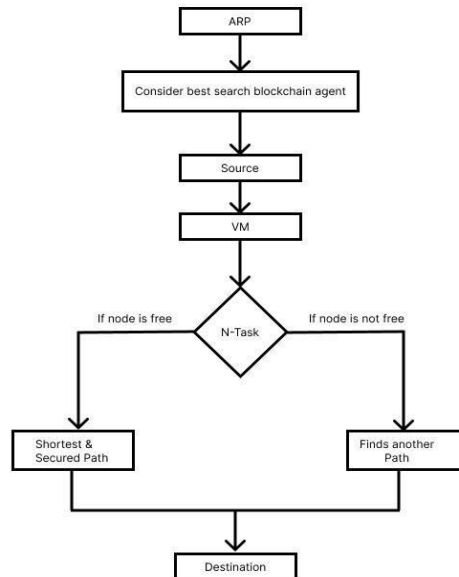 ARP
Consider best search blockchain agent
Source
VM
If node is free
N-Task
If node is not free
Shortest &
Secured Path
Finds another
Path
Destination